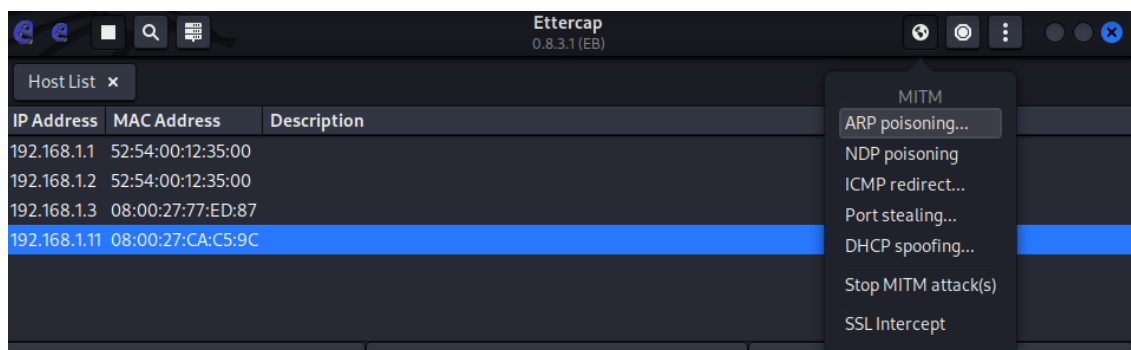 Ettercap
0.8.3.1 (EB)
Host List ×
MITM
IP Address MAC Address Description
ARP poisoning...
192.168.1.1 52:54:00:12:35:00
NDP poisoning
192.168.1.2 52:54:00:12:35:00
ICMP redirect...
192.168.1.3 08:00:27:77:ED:87
Port stealing...
192.168.1.11 08:00:27:CA:C5:9C
DHCP spoofing...
Stop MITM attack(s)
SSL Intercept